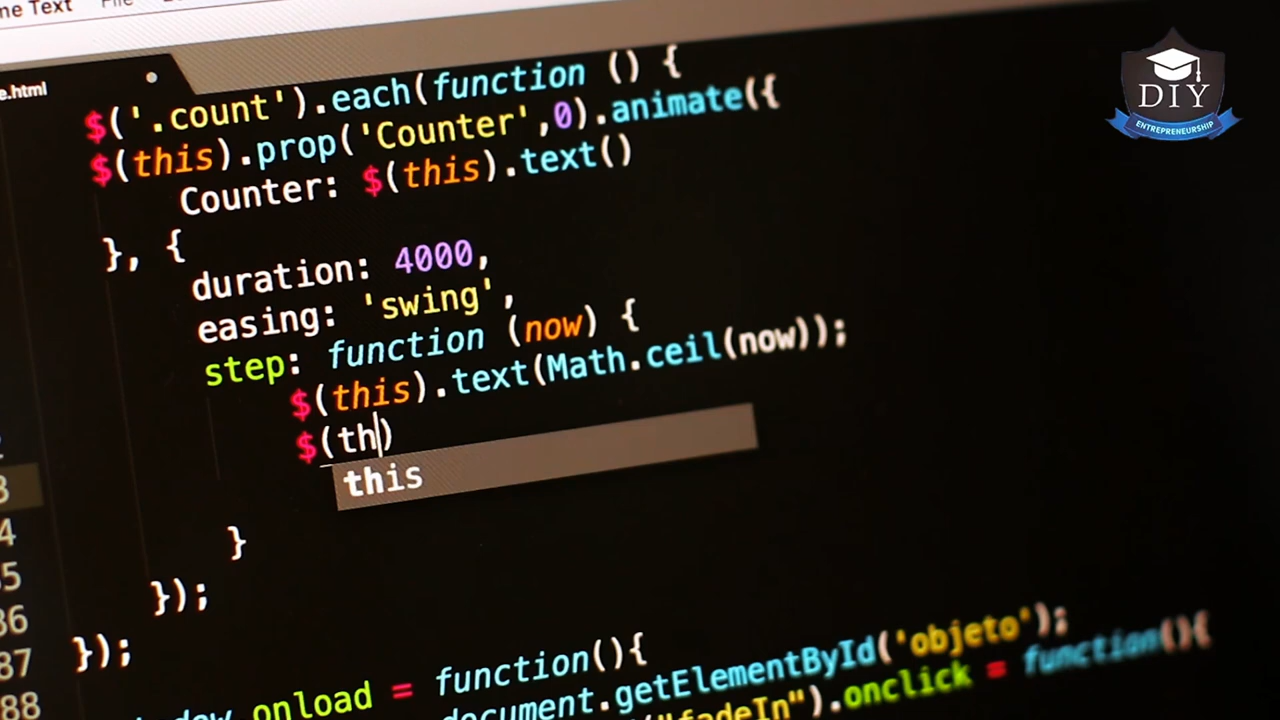 me Text File
e.html
DIY
ENTREPRENEURSHIP
$('.count').each(function () {
$(this).prop('Counter',0).animate({
Counter: $(this).text()
}, {
duration: 4000,
easing: 'swing',
step: function (now) {
$(this).text(Math.ceil(now));
$(th)
this
}
});
});
onload = function(){
document.getElementById('objeto');
"fadeIn").onclick = function(){
3
4
35
36
87
88